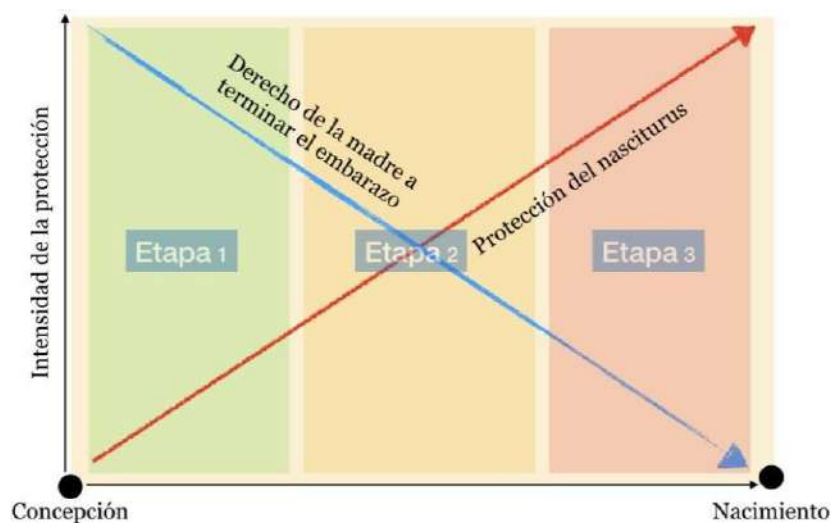 Intensidad de la protección
Derecho de la madre a
terminar el embarazo
Protección del nasciturus
Etapa 1
Etapa 2
Etapa 3
Concepción
Nacimiento